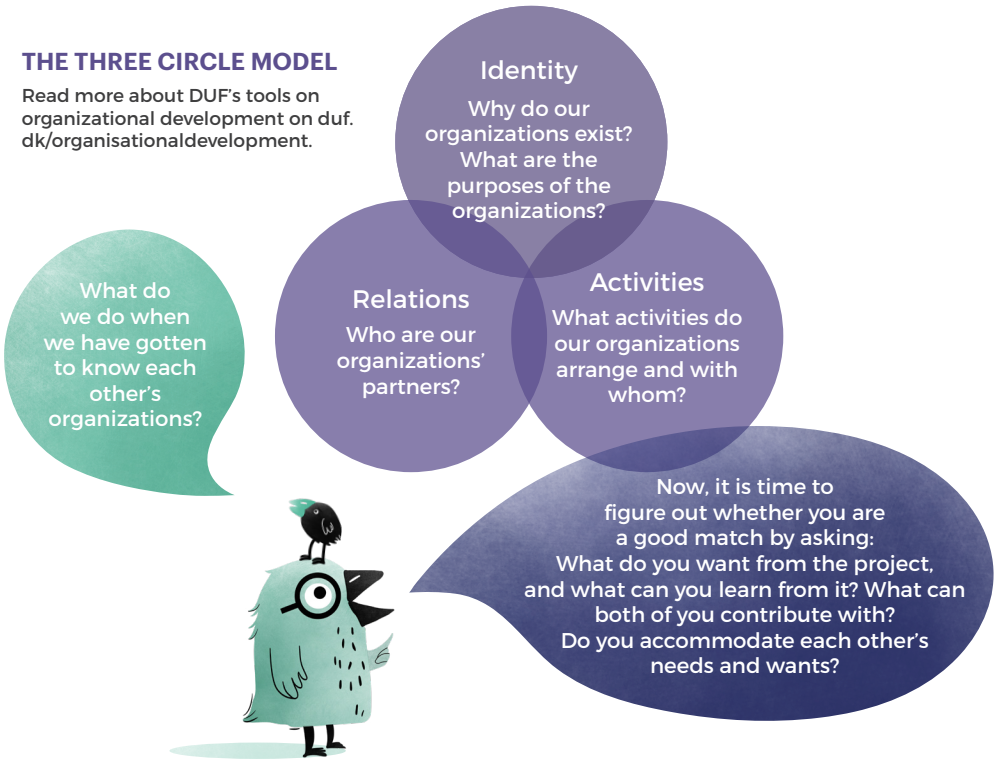 THE THREE CIRCLE MODEL
Read more about DUF's tools on
organizational development on duf.
dk/organisationaldevelopment.
Identity
Why do our
organizations exist?
What are the
purposes of the
organizations?
Relations
Who are our
organizations'
partners?
Activities
What activities do
our organizations
arrange and with
whom?
What do
we do when
we have gotten
to know each
other's
organizations?
Now, it is time to
figure out whether you are
a good match by asking:
What do you want from the project,
and what can you learn from it? What can
both of you contribute with?
Do you accommodate each other's
needs and wants?